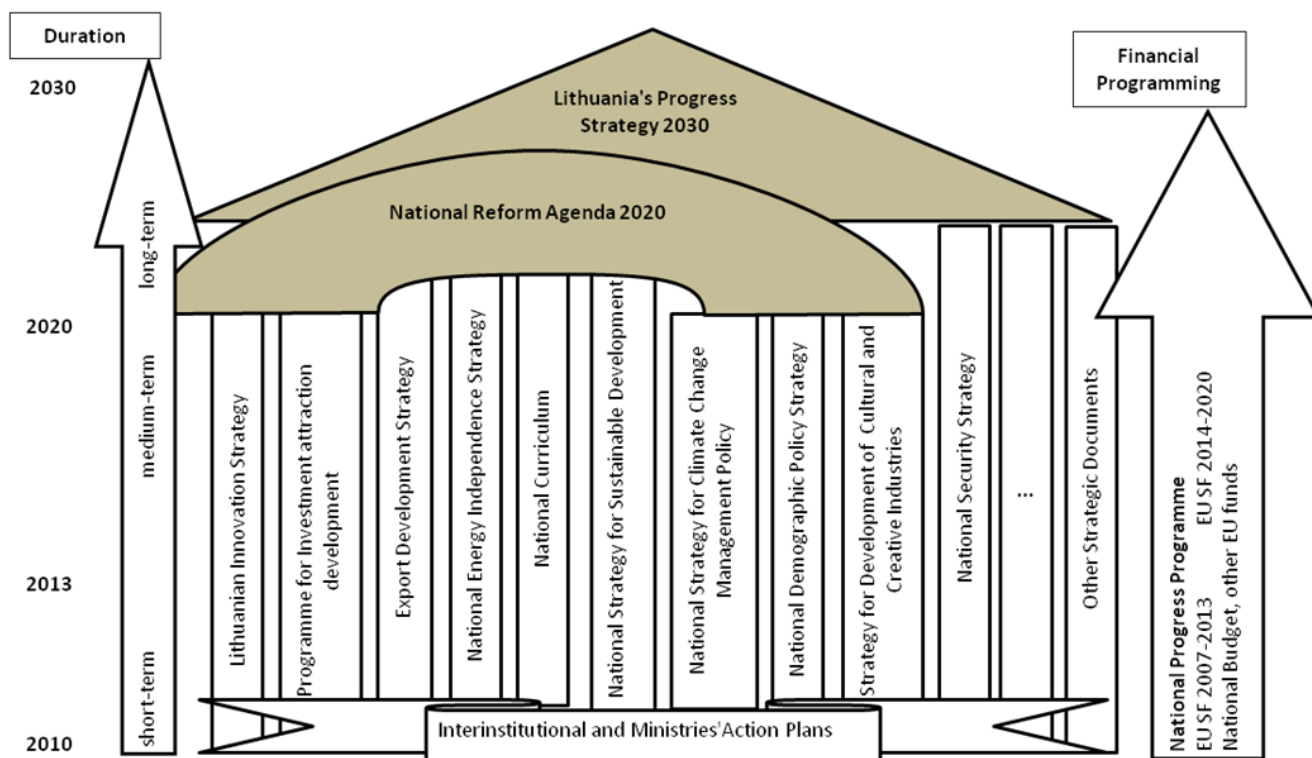 Duration
2030
2020
2013
2010
long-term
medium-term
short-term
Lithuania's Progress
Strategy 2030
National Reform Agenda 2020
Lithuanian Innovation Strategy
Programme for Investment attraction
development
Export Development Strategy
National Energy Independence Strategy
National Curriculum
National Strategy for Sustainable Development
National Strategy for Climate Change
Management Policy
National Demographic Policy Strategy
Strategy for Development of Cultural and
Creative Industries
National Security Strategy
...
Other Strategic Documents
Interinstitutional and Ministries'Action Plans
Financial
Programming
National Progress Programme
EU SF 2007-2013 EU SF 2014-2020
National Budget, other EU funds